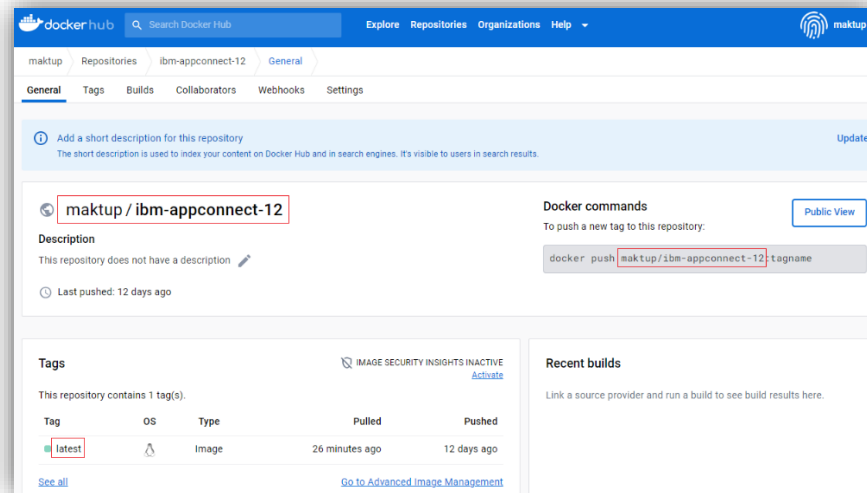 dockerhub Search Docker Hub Explore Repositories Organizations Help maktup
maktup Repositories ibm-appconnect-12 General
General Tags Builds Collaborators Webhooks Settings
Add a short description for this repository Update
The short description is used to index your content on Docker Hub and in search engines. It's visible to users in search results.
maktup / ibm-appconnect-12
Description
This repository does not have a description
Last pushed: 12 days ago
Docker commands
Public View
To push a new tag to this repository:
docker push maktup/ibm-appconnect-12:tagname
Tags
IMAGE SECURITY INSIGHTS INACTIVE
Activate
This repository contains 1 tag(s).
Tag OS Type Pulled Pushed
latest Image 26 minutes ago 12 days ago
See all Go to Advanced Image Management
Recent builds
Link a source provider and run a build to see build results here.